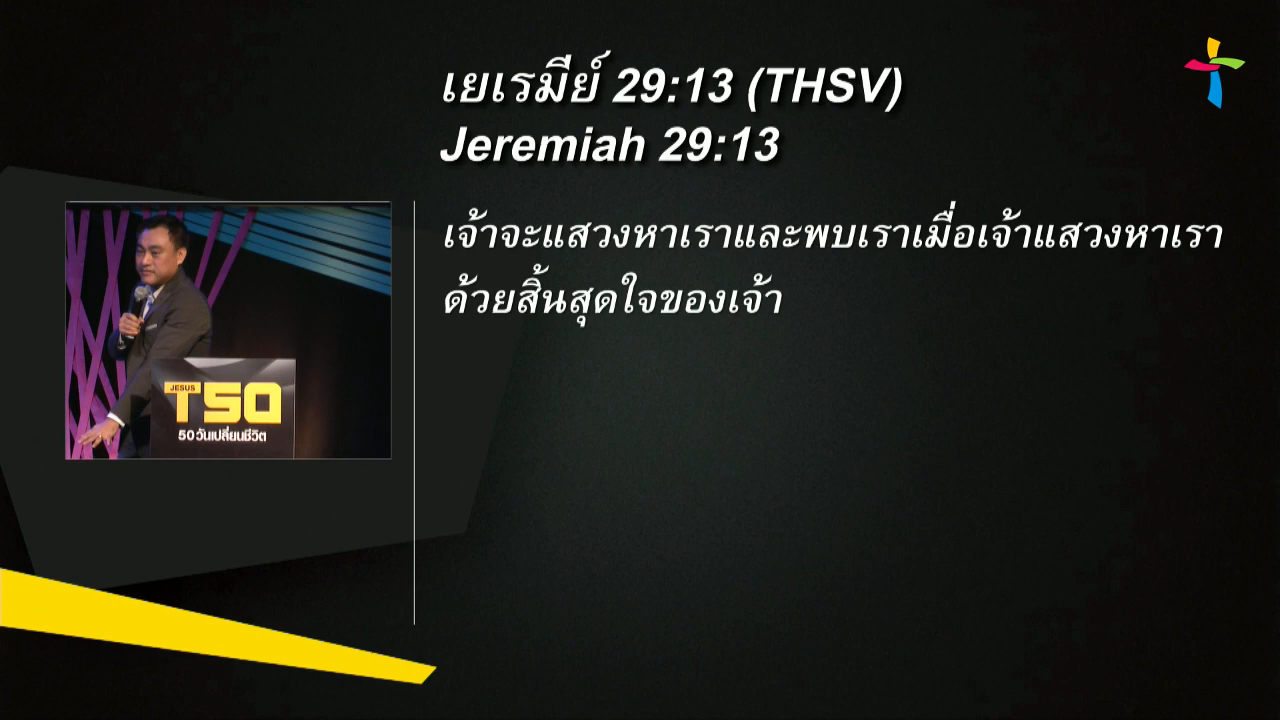 เยเรมีย์ 29:13 (THSV)
Jeremiah 29:13
เจ้าจะแสวงหาเราและพบเราเมื่อเจ้าแสวงหาเรา
ด้วยสิ้นสุดใจของเจ้า
JESUS
T50
50 วันเปลี่ยนชีวิต